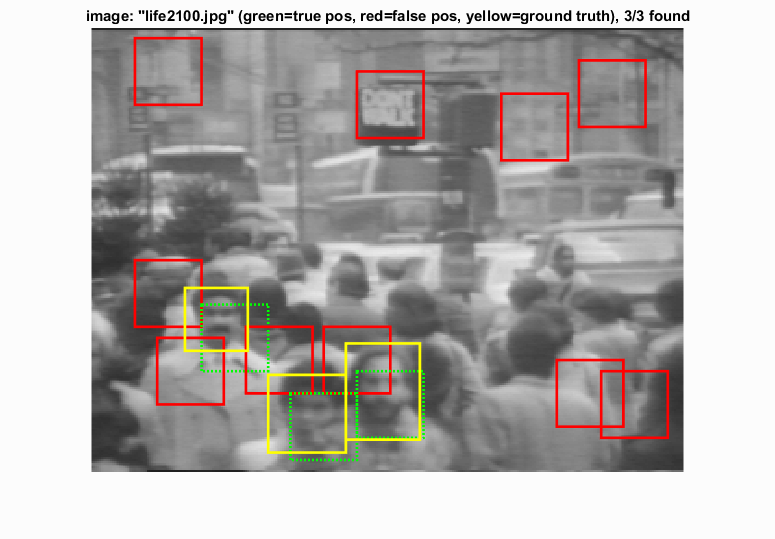 image: "life2100.jpg" (green=true pos, red=false pos, yellow=ground truth), 3/3 found
DONT
WALK